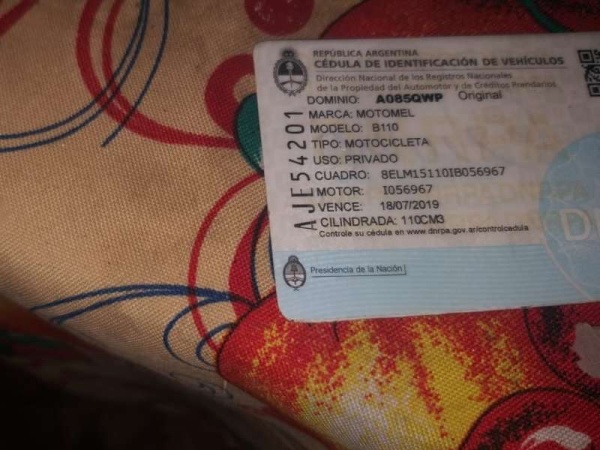 REPÚBLICA ARGENTINA
CÉDULA DE IDENTIFICACIÓN DE VEHÍCULOS
Dirección Nacional de los Registros Nacionales
de la Propiedad del Automotor y de Créditos Prendarios
DOMINIO: A085QWP Original
MARCA: MOTOMEL
MODELO: B110
TIPO: MOTOCICLETA
USO: PRIVADO
CUADRO: 8ELM15110IB056967
MOTOR: I056967
VENCE: 18/07/2019
CILINDRADA: 110CM3
Controle su cédula en www.dnrpa.gov.ar/controlcedula
AJE54201
Presidencia de la Nación